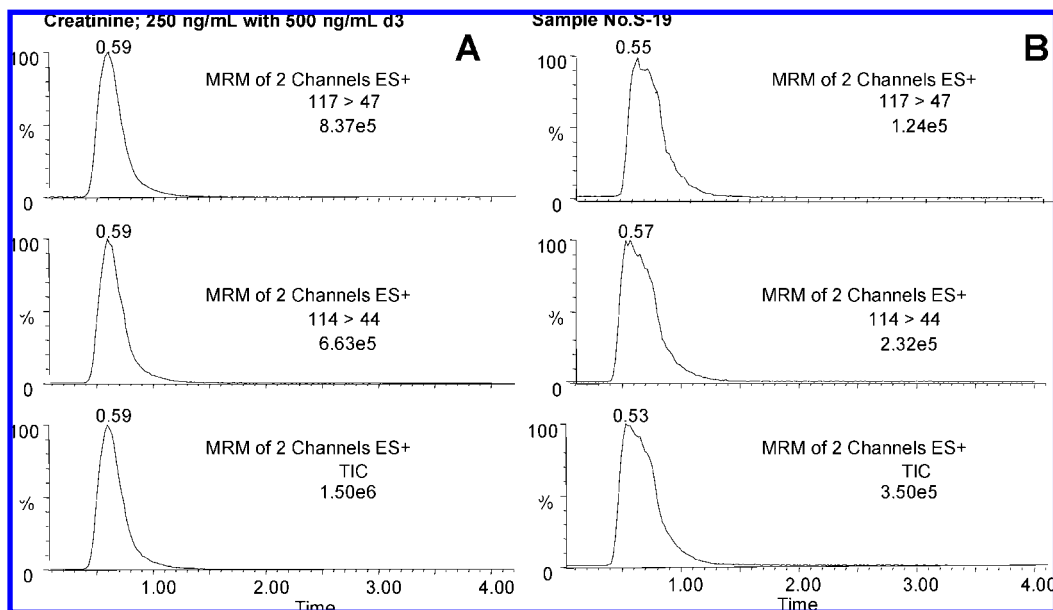 Creatinine; 250 ng/mL with 500 ng/mL d3
A
0.59
100
MRM of 2 Channels ES+
117 > 47
8.37e5
%
0
0.59
100
MRM of 2 Channels ES+
114 > 44
6.63e5
%
0
0.59
100
MRM of 2 Channels ES+
TIC
1.50e6
%
0
1.00 2.00 3.00 4.00
Time
Sample No.S-19
B
0.55
100
MRM of 2 Channels ES+
117 > 47
1.24e5
%
0
0.57
100
MRM of 2 Channels ES+
114 > 44
2.32e5
%
0
0.53
100
MRM of 2 Channels ES+
TIC
3.50e5
%
0
1.00 2.00 3.00 4.00
Time